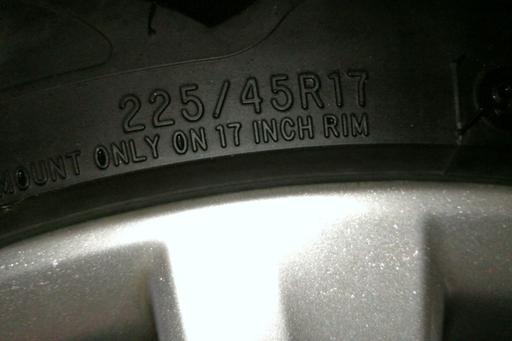 225/45R17
MOUNT ONLY ON 17 INCH RIM